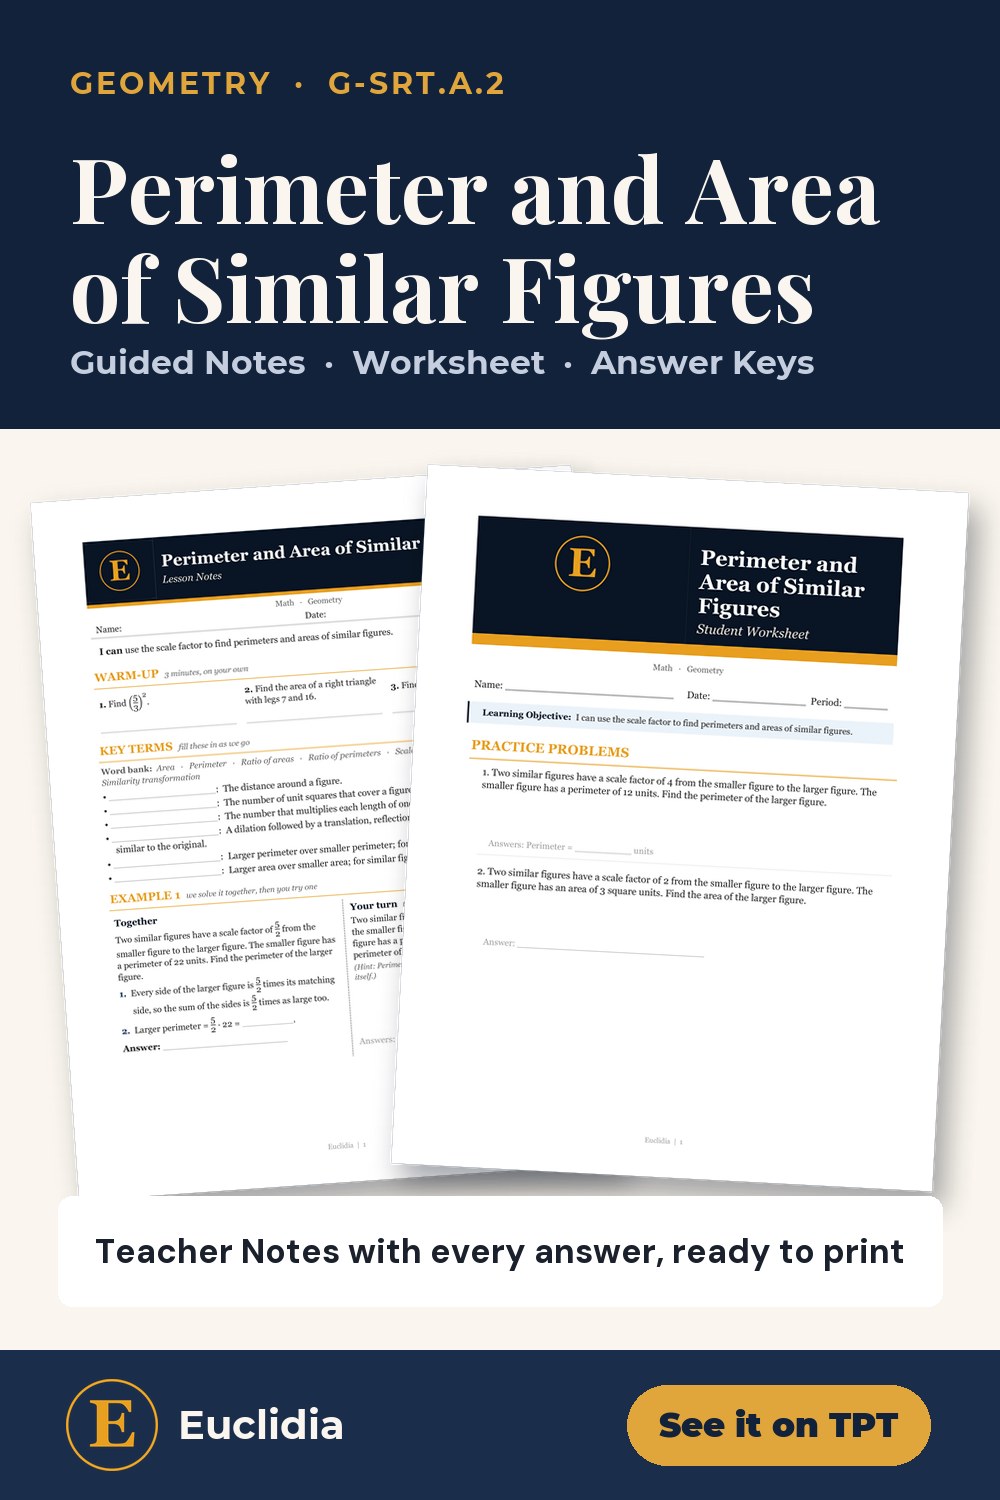 GEOMETRY · G-SRT.A.2
Perimeter and Area
of Similar Figures
Guided Notes · Worksheet · Answer Keys
E
Perimeter and Area of Similar
Lesson Notes
Math · Geometry
Name:
Date:
I can use the scale factor to find perimeters and areas of similar figures.
WARM-UP 3 minutes, on your own
1. Find (5/3)².
2. Find the area of a right triangle
with legs 7 and 16.
3.
KEY TERMS fill these in as we go
Word bank: Area · Perimeter · Ratio of areas · Ratio of perimeters ·
Similarity transformation
• : The distance around a figure.
• : The number of unit squares that cover a figure
• : The number that multiplies each length of
• : A dilation followed by a translation,
similar to the original.
• : Larger perimeter over smaller perimeter;
• : Larger area over smaller area; for similar
EXAMPLE 1 we solve it together, then you try one
Together
Two similar figures have a scale factor of 5/2 from the
smaller figure to the larger figure. The smaller figure has
a perimeter of 22 units. Find the perimeter of the larger
figure.
1. Every side of the larger figure is 5/2 times its matching
side, so the sum of the sides is 5/2 times as large too.
2. Larger perimeter = 5/2 · 22 = .
Answer:
Your turn
Two similar
the smaller
figure has a
perimeter of
(Hint:
itself.)
Answers:
Euclidia | 1
E
Perimeter and
Area of Similar
Figures
Student Worksheet
Math · Geometry
Name: Date: Period:
Learning Objective: I can use the scale factor to find perimeters and areas of similar figures.
PRACTICE PROBLEMS
1. Two similar figures have a scale factor of 4 from the smaller figure to the larger figure. The
smaller figure has a perimeter of 12 units. Find the perimeter of the larger figure.
Answers: Perimeter = units
2. Two similar figures have a scale factor of 2 from the smaller figure to the larger figure. The
smaller figure has an area of 3 square units. Find the area of the larger figure.
Answer:
Euclidia | 1
Teacher Notes with every answer, ready to print
E
Euclidia
See it on TPT